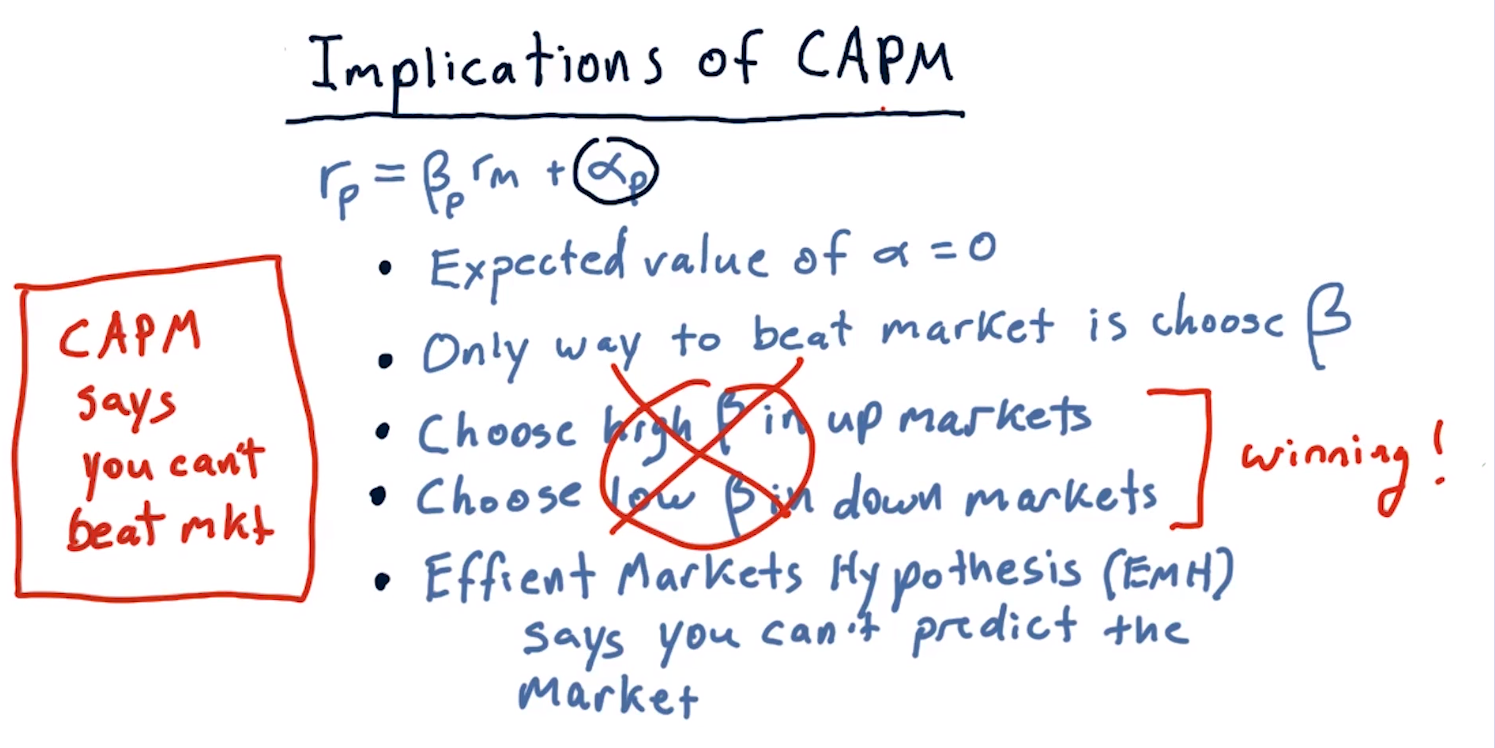 Implications of CAPM
rp = βp rm + αp
• Expected value of α = 0
• Only way to beat market is choose β
• Choose high β in up markets
• Choose low β in down markets
winning!
• Effient Markets Hypothesis (EMH)
says you can't predict the
Market
CAPM
says
you can't
beat mkt